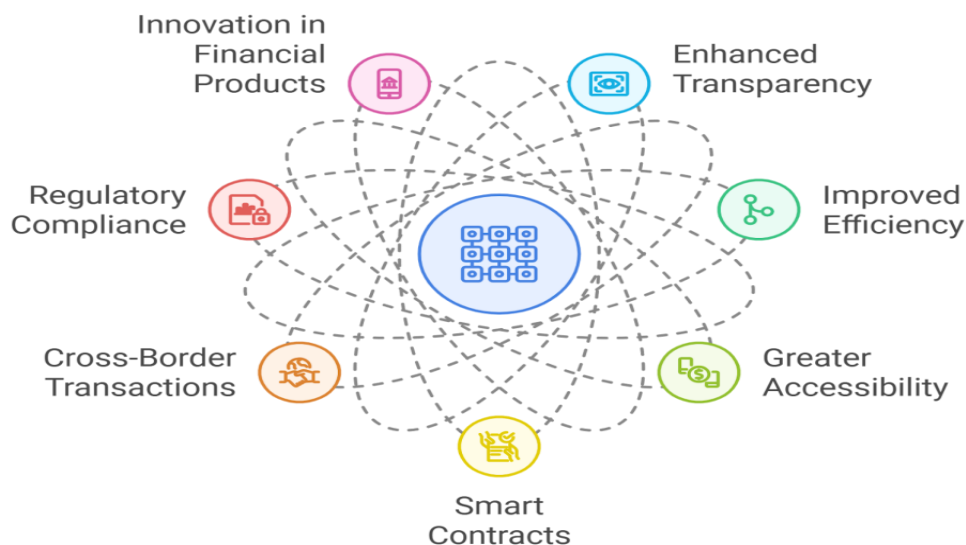 Innovation in
Financial
Products
Enhanced
Transparency
Regulatory
Compliance
Improved
Efficiency
Cross-Border
Transactions
Greater
Accessibility
Smart
Contracts